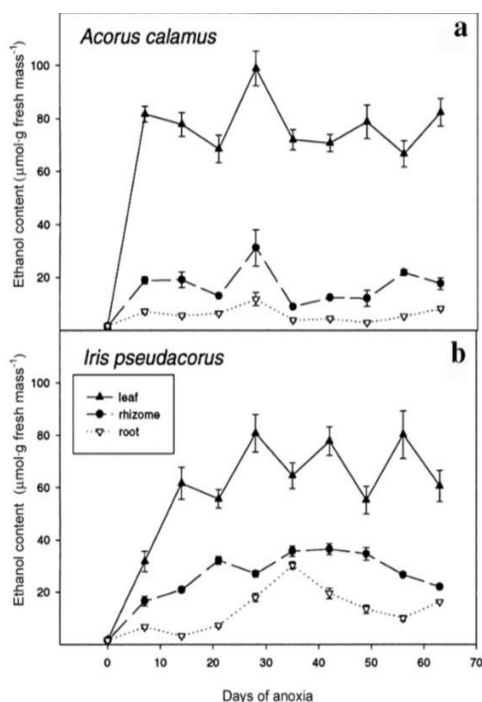 Acorus calamus
a
Ethanol content (μmol·g fresh mass⁻¹)
100
80
60
40
20
Iris pseudacorus
b
leaf
rhizome
root
Ethanol content (μmol·g fresh mass⁻¹)
100
80
60
40
20
0
10
20
30
40
50
60
70
Days of anoxia